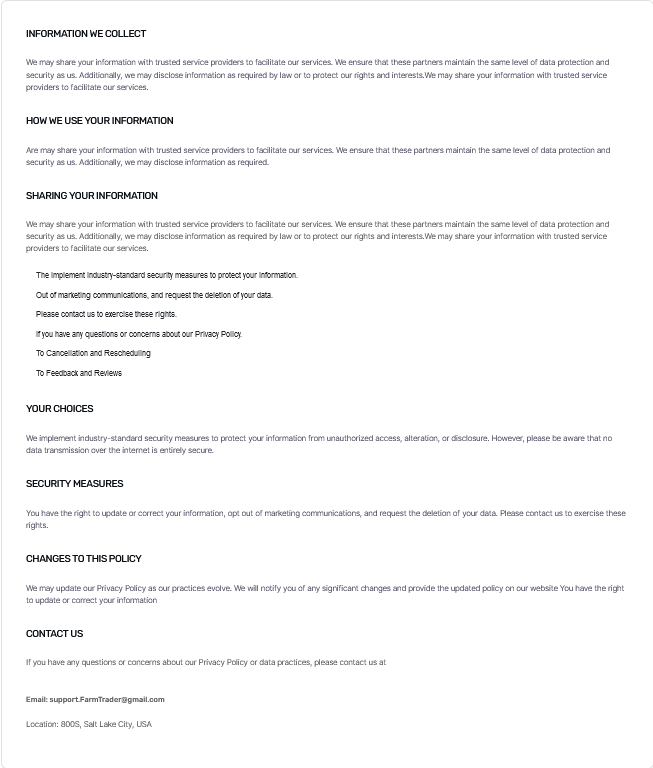 INFORMATION WE COLLECT
We may share your information with trusted service providers to facilitate our services. We ensure that these partners maintain the same level of data protection and
security as us. Additionally, we may disclose information as required by law or to protect our rights and interests.We may share your information with trusted service
providers to facilitate our services.
HOW WE USE YOUR INFORMATION
Are may share your information with trusted service providers to facilitate our services. We ensure that these partners maintain the same level of data protection and
security as us. Additionally, we may disclose information as required.
SHARING YOUR INFORMATION
We may share your information with trusted service providers to facilitate our services. We ensure that these partners maintain the same level of data protection and
security as us. Additionally, we may disclose information as required by law or to protect our rights and interests.We may share your information with trusted service
providers to facilitate our services.
The implement industry-standard security measures to protect your information.
Out of marketing communications, and request the deletion of your data.
Please contact us to exercise these rights.
If you have any questions or concerns about our Privacy Policy.
To Cancellation and Rescheduling
To Feedback and Reviews
YOUR CHOICES
We implement industry-standard security measures to protect your information from unauthorized access, alteration, or disclosure. However, please be aware that no
data transmission over the internet is entirely secure.
SECURITY MEASURES
You have the right to update or correct your information, opt out of marketing communications, and request the deletion of your data. Please contact us to exercise these
rights.
CHANGES TO THIS POLICY
We may update our Privacy Policy as our practices evolve. We will notify you of any significant changes and provide the updated policy on our website You have the right
to update or correct your information
CONTACT US
If you have any questions or concerns about our Privacy Policy or data practices, please contact us at
Email: support.FarmTrader@gmail.com
Location: 800S, Salt Lake City, USA